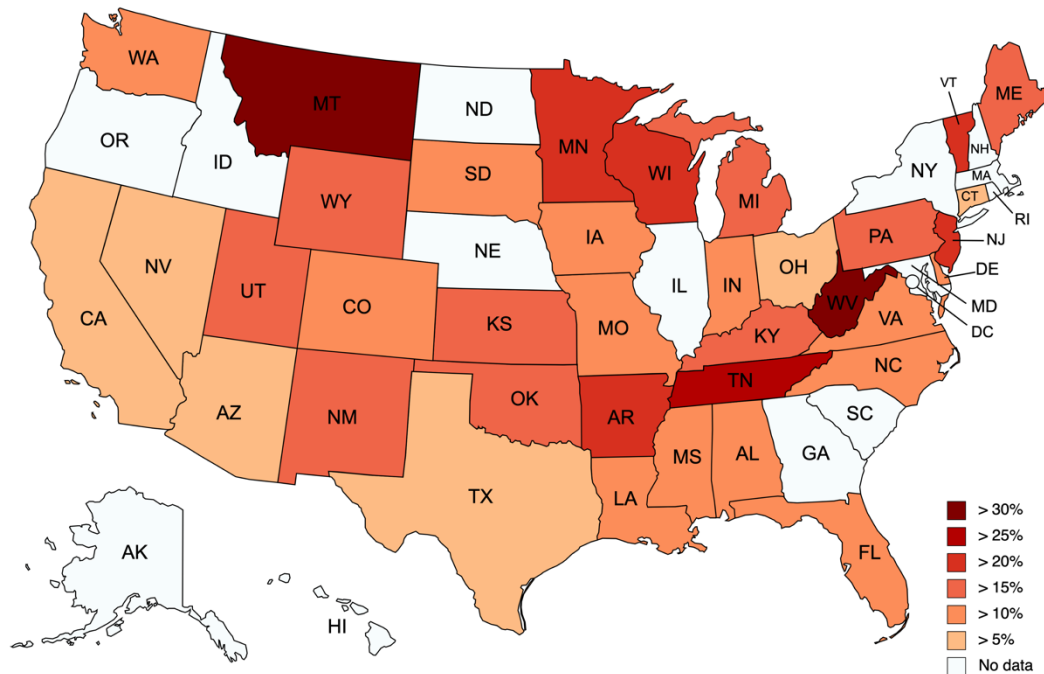 WA
MT
ND
MN
VT
ME
OR
ID
SD
WI
NY
NH
MA
CT
RI
WY
MI
NE
IA
PA
NJ
NV
UT
CO
IL
IN
OH
DE
MD
DC
CA
KS
MO
WV
VA
KY
AZ
NM
OK
AR
TN
NC
SC
TX
LA
MS
AL
GA
FL
AK
HI
> 30%
> 25%
> 20%
> 15%
> 10%
> 5%
No data